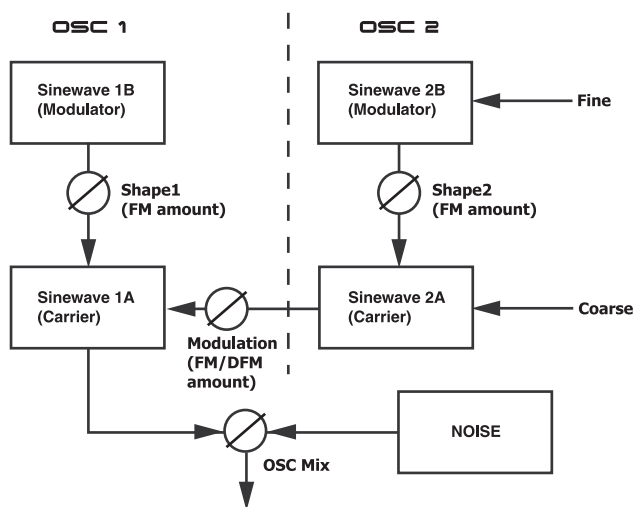 OSC 1
OSC 2
Sinewave 1B
(Modulator)
Sinewave 2B
(Modulator)
Fine
Shape1
(FM amount)
Shape2
(FM amount)
Sinewave 1A
(Carrier)
Sinewave 2A
(Carrier)
Coarse
Modulation
(FM/DFM
amount)
NOISE
OSC Mix